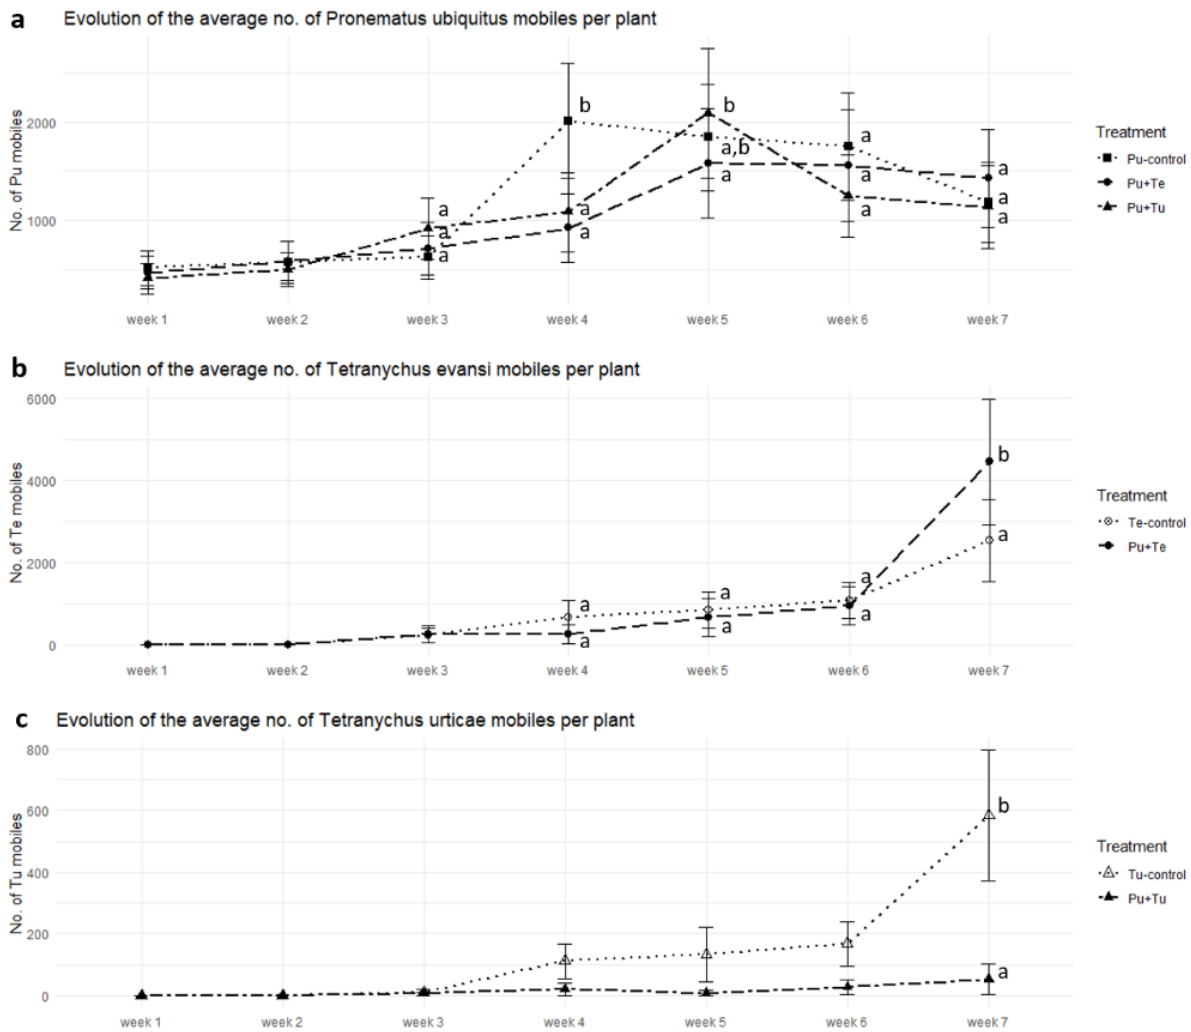 a Evolution of the average no. of Pronematus ubiquitus mobiles per plant
No. of Pu mobiles
2000
1000
b
b
a,b
a
a
a
a
a
a
a
a
a
a
a
a
Treatment
Pu-control
Pu+Te
Pu+Tu
week 1 week 2 week 3 week 4 week 5 week 6 week 7
b Evolution of the average no. of Tetranychus evansi mobiles per plant
No. of Te mobiles
6000
4000
2000
0
a
a
a
a
a
a
b
a
Treatment
Te-control
Pu+Te
week 1 week 2 week 3 week 4 week 5 week 6 week 7
c Evolution of the average no. of Tetranychus urticae mobiles per plant
No. of Tu mobiles
800
600
400
200
0
b
a
Treatment
Tu-control
Pu+Tu
week 1 week 2 week 3 week 4 week 5 week 6 week 7